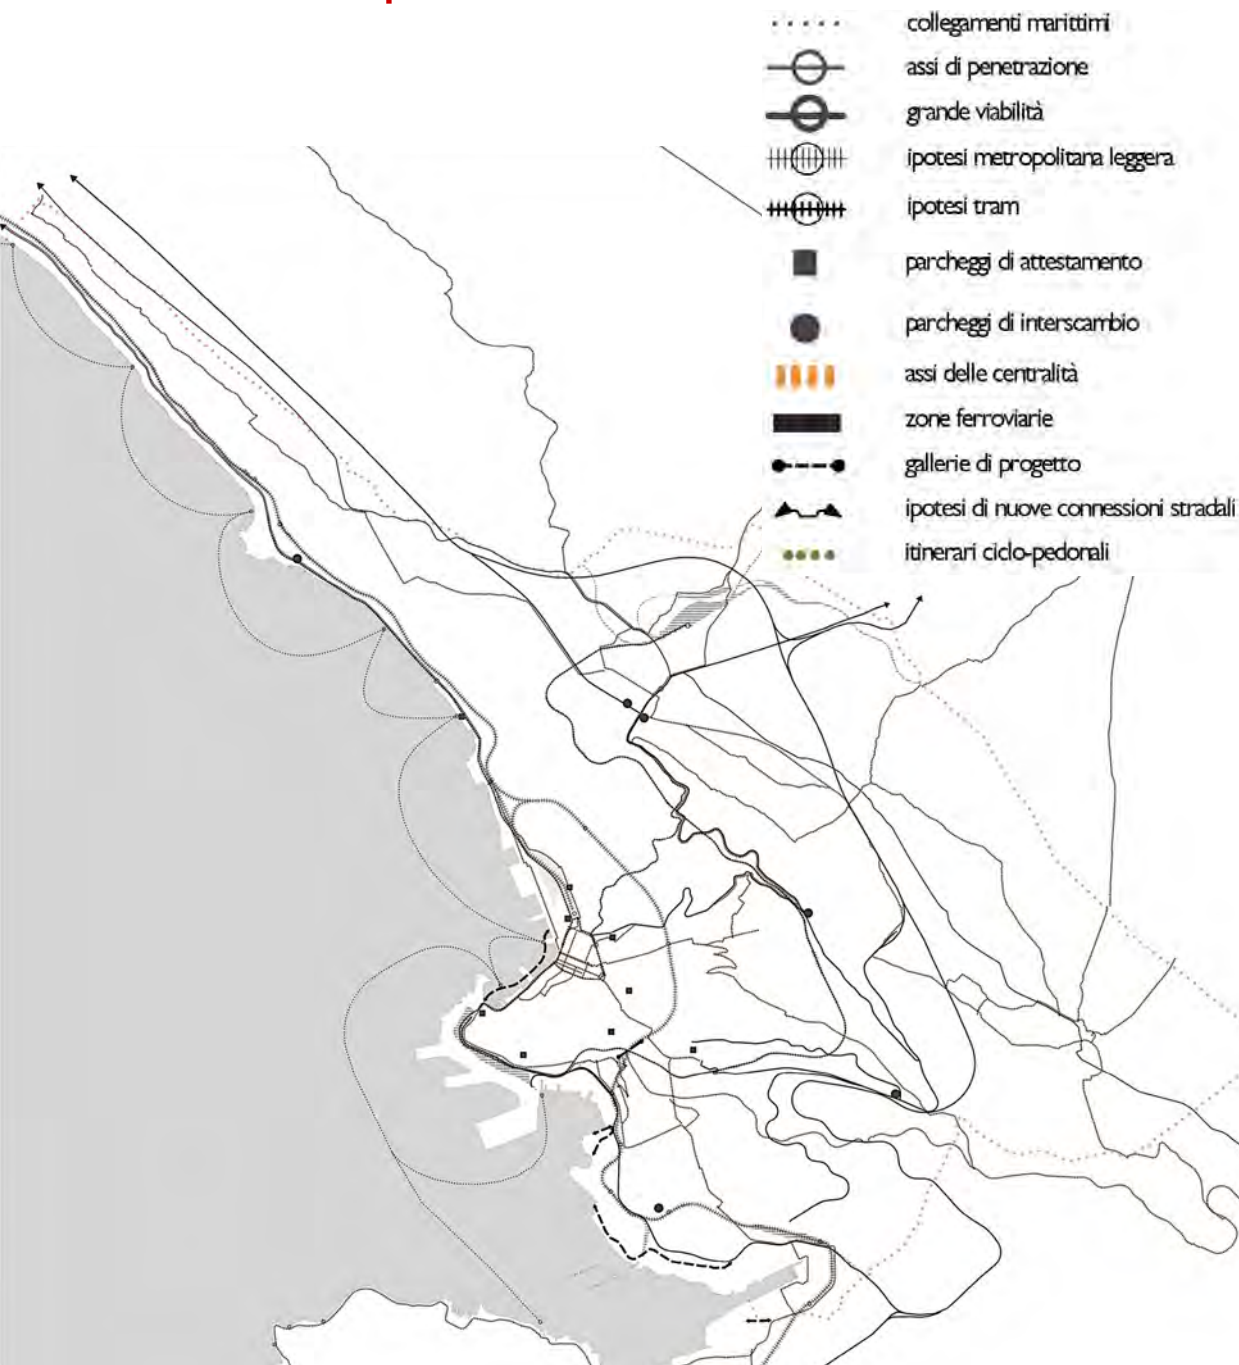 collegamenti marittimi
assi di penetrazione
grande viabilità
ipotesi metropolitana leggera
ipotesi tram
parcheggi di attestamento
parcheggi di interscambio
assi delle centralità
zone ferroviarie
gallerie di progetto
ipotesi di nuove connessioni stradali
itinerari ciclo-pedonali